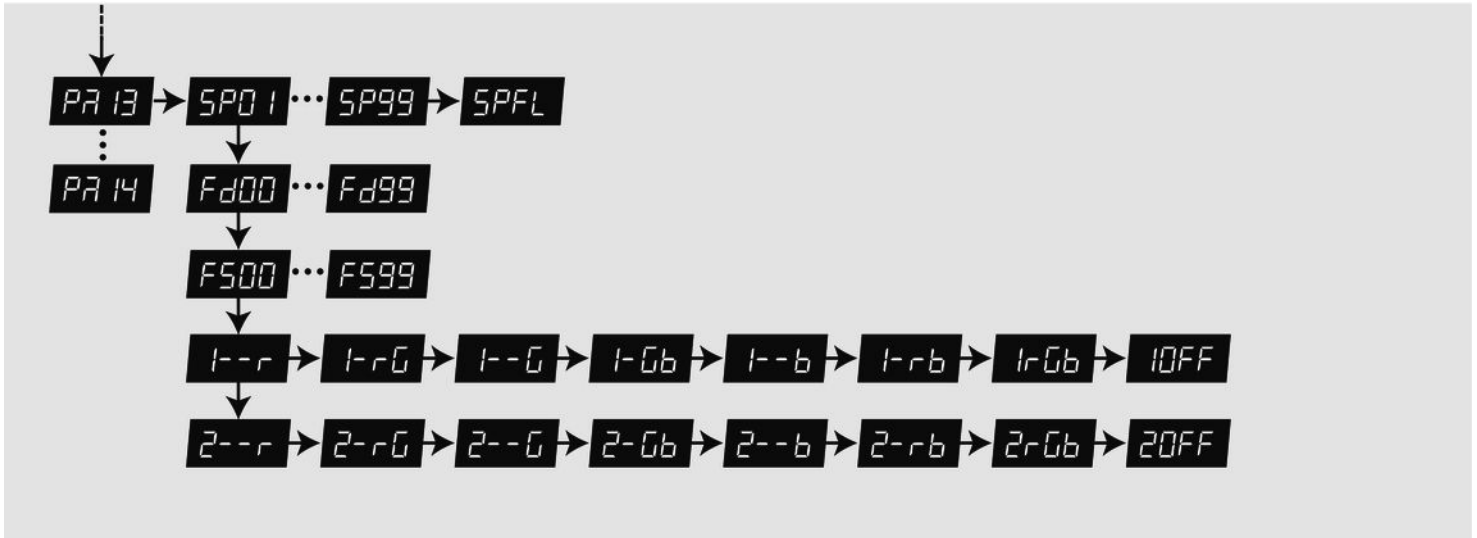 PA13 SP01 ... SP99 SPFL
PA14 Fd00 ... Fd99
FS00 ... FS99
1--r 1-rG 1--G 1-Gb 1--b 1-rb 1rGb 1OFF
2--r 2-rG 2--G 2-Gb 2--b 2-rb 2rGb 2OFF